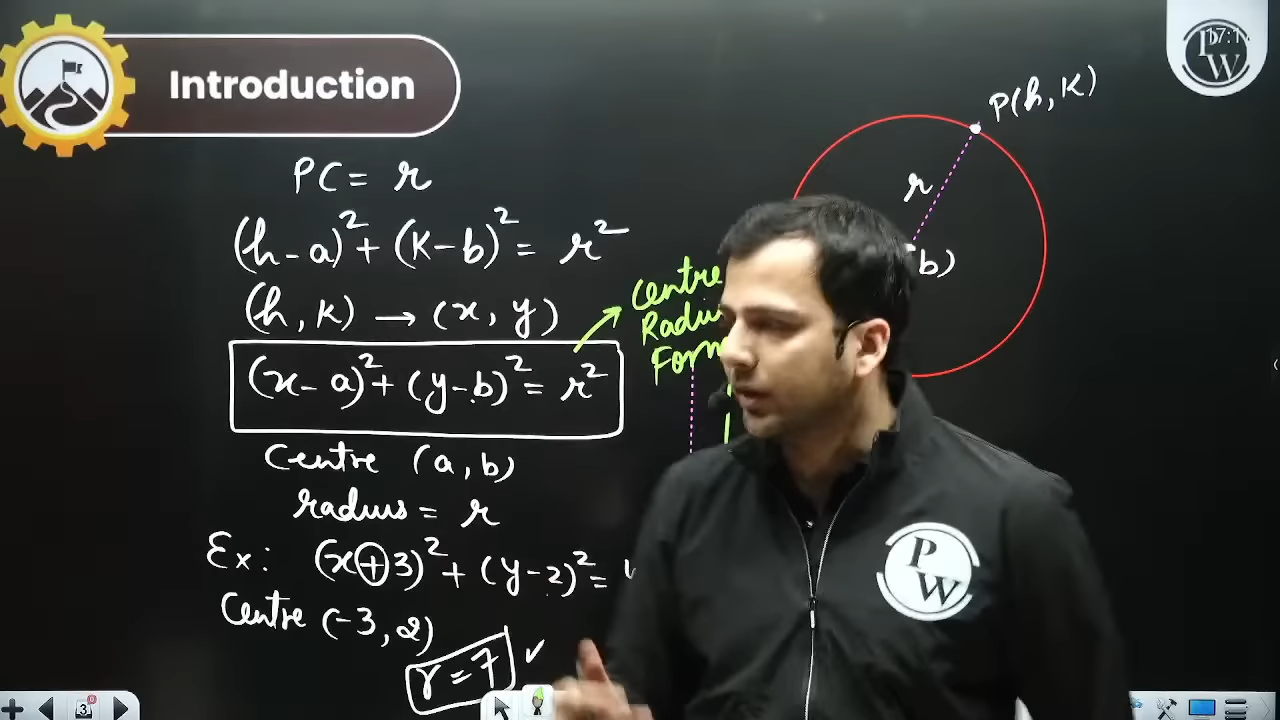 Introduction
PC = r
(h-a)² + (k-b)² = r²
(h, k) → (x, y)
(x-a)² + (y-b)² = r²
Centre (a, b)
radius = r
Ex: (x+3)² + (y-2)² =
Centre (-3, 2)
r = 7 ✓
Centre
P(h, k)
r
b)
PW
PW
3